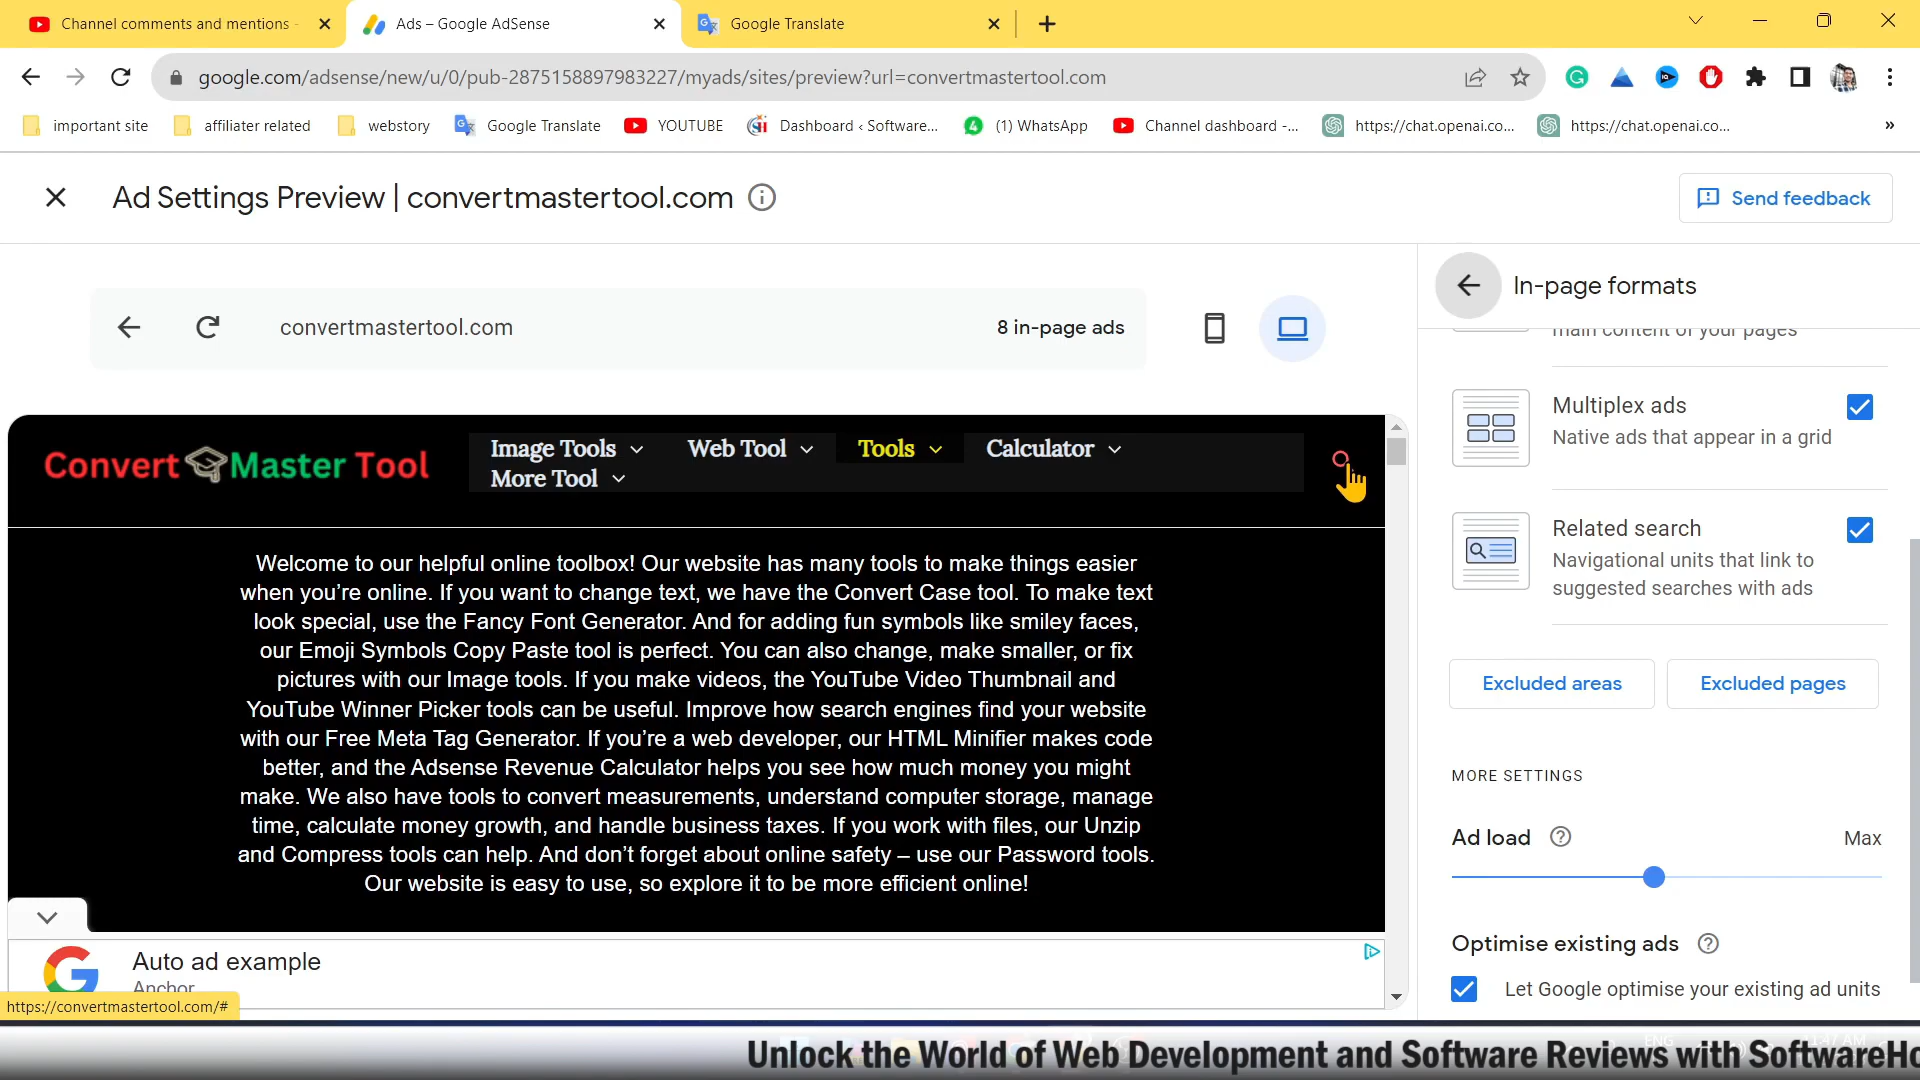 Channel comments and mentions -
Ads – Google AdSense
Google Translate
google.com/adsense/new/u/0/pub-2875158897983227/myads/sites/preview?url=convertmastertool.com
important site
affiliater related
webstory
Google Translate
YOUTUBE
Dashboard ‹ Software...
(1) WhatsApp
Channel dashboard -...
https://chat.openai.co...
https://chat.openai.co...
»
Ad Settings Preview | convertmastertool.com
Send feedback
convertmastertool.com
8 in-page ads
In-page formats
main content of your pages
Multiplex ads
Native ads that appear in a grid
Related search
Navigational units that link to
suggested searches with ads
Excluded areas
Excluded pages
MORE SETTINGS
Ad load
Max
Optimise existing ads
Let Google optimise your existing ad units
Convert Master Tool
Image Tools
Web Tool
Tools
Calculator
More Tool
Welcome to our helpful online toolbox! Our website has many tools to make things easier
when you're online. If you want to change text, we have the Convert Case tool. To make text
look special, use the Fancy Font Generator. And for adding fun symbols like smiley faces,
our Emoji Symbols Copy Paste tool is perfect. You can also change, make smaller, or fix
pictures with our Image tools. If you make videos, the YouTube Video Thumbnail and
YouTube Winner Picker tools can be useful. Improve how search engines find your website
with our Free Meta Tag Generator. If you're a web developer, our HTML Minifier makes code
better, and the Adsense Revenue Calculator helps you see how much money you might
make. We also have tools to convert measurements, understand computer storage, manage
time, calculate money growth, and handle business taxes. If you work with files, our Unzip
and Compress tools can help. And don't forget about online safety – use our Password tools.
Our website is easy to use, so explore it to be more efficient online!
Auto ad example
Anchor
https://convertmastertool.com/#
Unlock the World of Web Development and Software Reviews with SoftwareHo